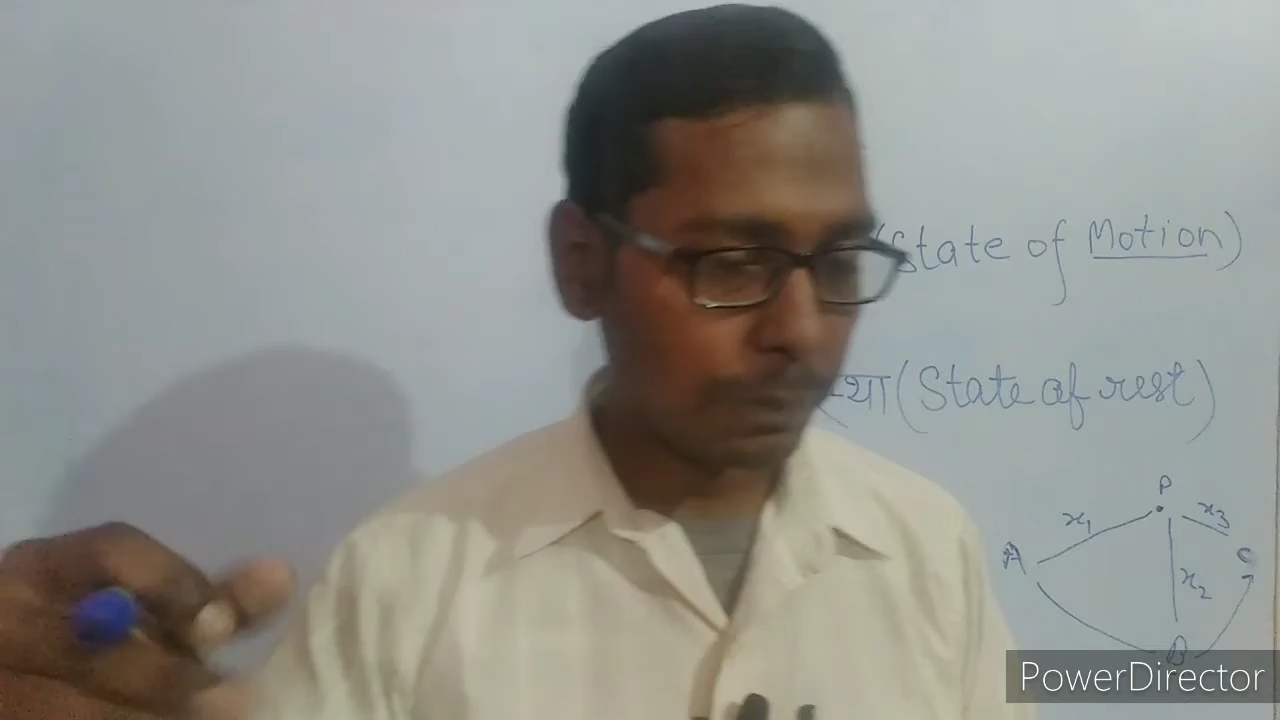 (State of Motion)
स्था (State of rest)
P
x₁
x₃
A
C
x₂
B
PowerDirector